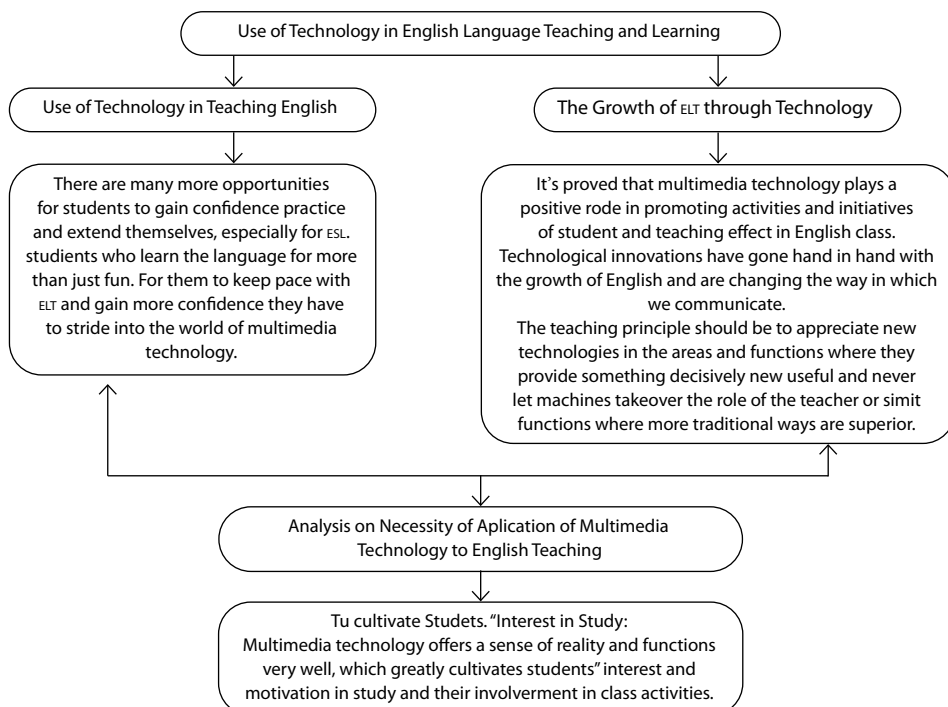 Use of Technology in English Language Teaching and Learning
Use of Technology in Teaching English
The Growth of ELT through Technology
There are many more opportunities
for students to gain confidence practice
and extend themselves, especially for ESL.
studients who learn the language for more
than just fun. For them to keep pace with
ELT and gain more confidence they have
to stride into the world of multimedia
technology.
It's proved that multimedia technology plays a
positive rode in promoting activities and initiatives
of student and teaching effect in English class.
Technological innovations have gone hand in hand with
the growth of English and are changing the way in which
we communicate.
The teaching principle should be to appreciate new
technologies in the areas and functions where they
provide something decisively new useful and never
let machines takeover the role of the teacher or simit
functions where more traditional ways are superior.
Analysis on Necessity of Aplication of Multimedia
Technology to English Teaching
Tu cultivate Studets. “Interest in Study:
Multimedia technology offers a sense of reality and functions
very well, which greatly cultivates students” interest and
motivation in study and their involverment in class activities.